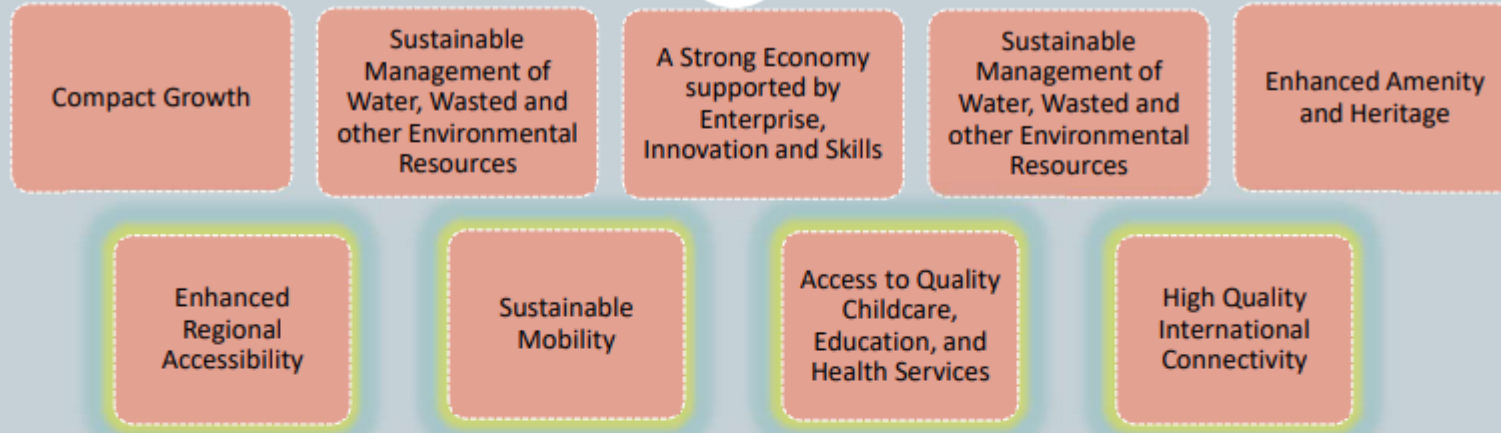 Compact Growth
Sustainable
Management of
Water, Wasted and
other Environmental
Resources
A Strong Economy
supported by
Enterprise,
Innovation and Skills
Sustainable
Management of
Water, Wasted and
other Environmental
Resources
Enhanced Amenity
and Heritage
Enhanced
Regional
Accessibility
Sustainable
Mobility
Access to Quality
Childcare,
Education, and
Health Services
High Quality
International
Connectivity